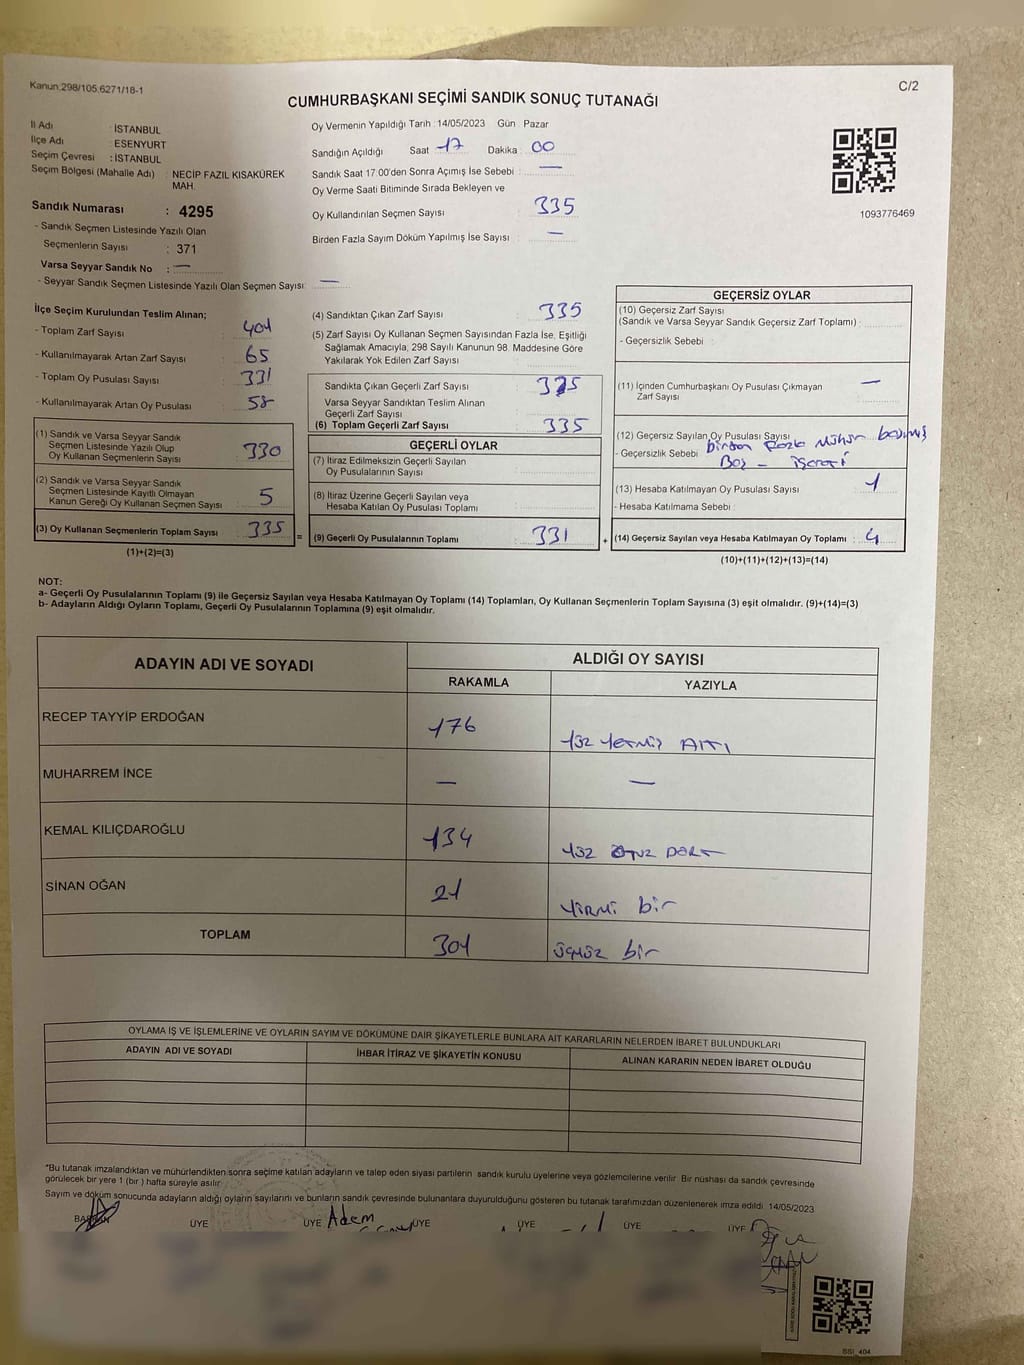 Kanun.298/105.6271/18-1
C/2
CUMHURBAŞKANI SEÇİMİ SANDIK SONUÇ TUTANAĞI
İl Adı : İSTANBUL
İlçe Adı : ESENYURT
Seçim Çevresi : İSTANBUL
Seçim Bölgesi (Mahalle Adı) : NECİP FAZIL KISAKÜREK
MAH.
Sandık Numarası : 4295
- Sandık Seçmen Listesinde Yazılı Olan
Seçmenlerin Sayısı : 371
Varsa Seyyar Sandık No : —
- Seyyar Sandık Seçmen Listesinde Yazılı Olan Seçmen Sayısı: —
Oy Vermenin Yapıldığı Tarih :14/05/2023 Gün : Pazar
Sandığın Açıldığı Saat : 17 Dakika : 00
Sandık Saat 17:00'den Sonra Açımış İse Sebebi : —
Oy Verme Saati Bitiminde Sırada Bekleyen ve
Oy Kullandırılan Seçmen Sayısı : 335
Birden Fazla Sayım Döküm Yapılmış İse Sayısı : —
1093776469
İlçe Seçim Kurulundan Teslim Alınan;
- Toplam Zarf Sayısı : 401
- Kullanılmayarak Artan Zarf Sayısı : 65
- Toplam Oy Pusulası Sayısı : 331
- Kullanılmayarak Artan Oy Pusulası : 58
(1) Sandık ve Varsa Seyyar Sandık
Seçmen Listesinde Yazılı Olup
Oy Kullanan Seçmenlerin Sayısı : 330
(2) Sandık ve Varsa Seyyar Sandık
Seçmen Listesinde Kayıtlı Olmayan
Kanun Gereği Oy Kullanan Seçmen Sayısı : 5
(3) Oy Kullanan Seçmenlerin Toplam Sayısı : 335
(1)+(2)=(3)
=
(4) Sandıktan Çıkan Zarf Sayısı : 335
(5) Zarf Sayısı Oy Kullanan Seçmen Sayısından Fazla İse, Eşitliği
Sağlamak Amacıyla, 298 Sayılı Kanunun 98. Maddesine Göre
Yakılarak Yok Edilen Zarf Sayısı :
Sandıkta Çıkan Geçerli Zarf Sayısı : 335
Varsa Seyyar Sandıktan Teslim Alınan
Geçerli Zarf Sayısı :
(6) Toplam Geçerli Zarf Sayısı : 335
GEÇERLİ OYLAR
(7) İtiraz Edilmeksizin Geçerli Sayılan
Oy Pusulalarının Sayısı :
(8) İtiraz Üzerine Geçerli Sayılan veya
Hesaba Katılan Oy Pusulası Toplamı :
(9) Geçerli Oy Pusulalarının Toplamı : 331
+
GEÇERSİZ OYLAR
(10) Geçersiz Zarf Sayısı
(Sandık ve Varsa Seyyar Sandık Geçersiz Zarf Toplamı) :
- Geçersizlik Sebebi :
(11) İçinden Cumhurbaşkanı Oy Pusulası Çıkmayan
Zarf Sayısı : —
(12) Geçersiz Sayılan Oy Pusulası Sayısı :
- Geçersizlik Sebebi : birden fazla mühür basılmış
Boş - işareti
(13) Hesaba Katılmayan Oy Pusulası Sayısı : 1
- Hesaba Katılmama Sebebi :
(14) Geçersiz Sayılan veya Hesaba Katılmayan Oy Toplamı : 4
(10)+(11)+(12)+(13)=(14)
NOT:
a- Geçerli Oy Pusulalarının Toplamı (9) ile Geçersiz Sayılan veya Hesaba Katılmayan Oy Toplamı (14) Toplamları, Oy Kullanan Seçmenlerin Toplam Sayısına (3) eşit olmalıdır. (9)+(14)=(3)
b- Adayların Aldığı Oyların Toplamı, Geçerli Oy Pusulalarının Toplamına (9) eşit olmalıdır.
ADAYIN ADI VE SOYADI ALDIĞI OY SAYISI
RAKAMLA YAZIYLA
RECEP TAYYİP ERDOĞAN 176 YÜZ YETMİŞ ALTI
MUHARREM İNCE — —
KEMAL KILIÇDAROĞLU 134 YÜZ OTUZ DÖRT
SİNAN OĞAN 21 YİRMİ bir
TOPLAM 301 üçyüz bir
OYLAMA İŞ VE İŞLEMLERİNE VE OYLARIN SAYIM VE DÖKÜMÜNE DAİR ŞİKAYETLERLE BUNLARA AİT KARARLARIN NELERDEN İBARET BULUNDUKLARI
ADAYIN ADI VE SOYADI İHBAR İTİRAZ VE ŞİKAYETİN KONUSU ALINAN KARARIN NEDEN İBARET OLDUĞU
*Bu tutanak imzalandıktan ve mühürlendikten sonra seçime katılan adayların ve talep eden siyasi partilerin sandık kurulu üyelerine veya gözlemcilerine verilir. Bir nüshası da sandık çevresinde
görülecek bir yere 1 (bir) hafta süreyle asılır.
Sayım ve döküm sonucunda adayların aldığı oyların sayılarını ve bunların sandık çevresinde bulunanlara duyurulduğunu gösteren bu tutanak tarafımızdan düzenlenerek imza edildi. 14/05/2023
BAŞKAN ÜYE ÜYE Adem ÜYE ÜYE ÜYE ÜYE
SSI_404